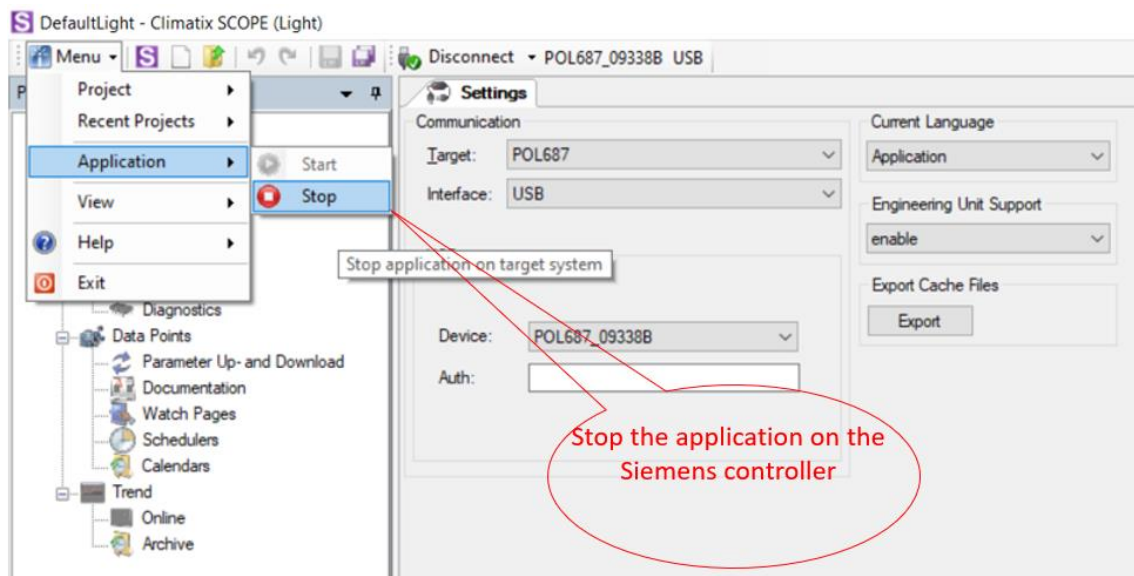 DefaultLight - Climatix SCOPE (Light)
Menu
Disconnect POL687_09338B USB
Project
Recent Projects
Application
Start
Stop
View
Help
Exit
Stop application on target system
Diagnostics
Data Points
Parameter Up- and Download
Documentation
Watch Pages
Schedulers
Calendars
Trend
Online
Archive
Settings
Communication
Target: POL687
Interface: USB
Device: POL687_09338B
Auth:
Current Language
Application
Engineering Unit Support
enable
Export Cache Files
Export
Stop the application on the
Siemens controller